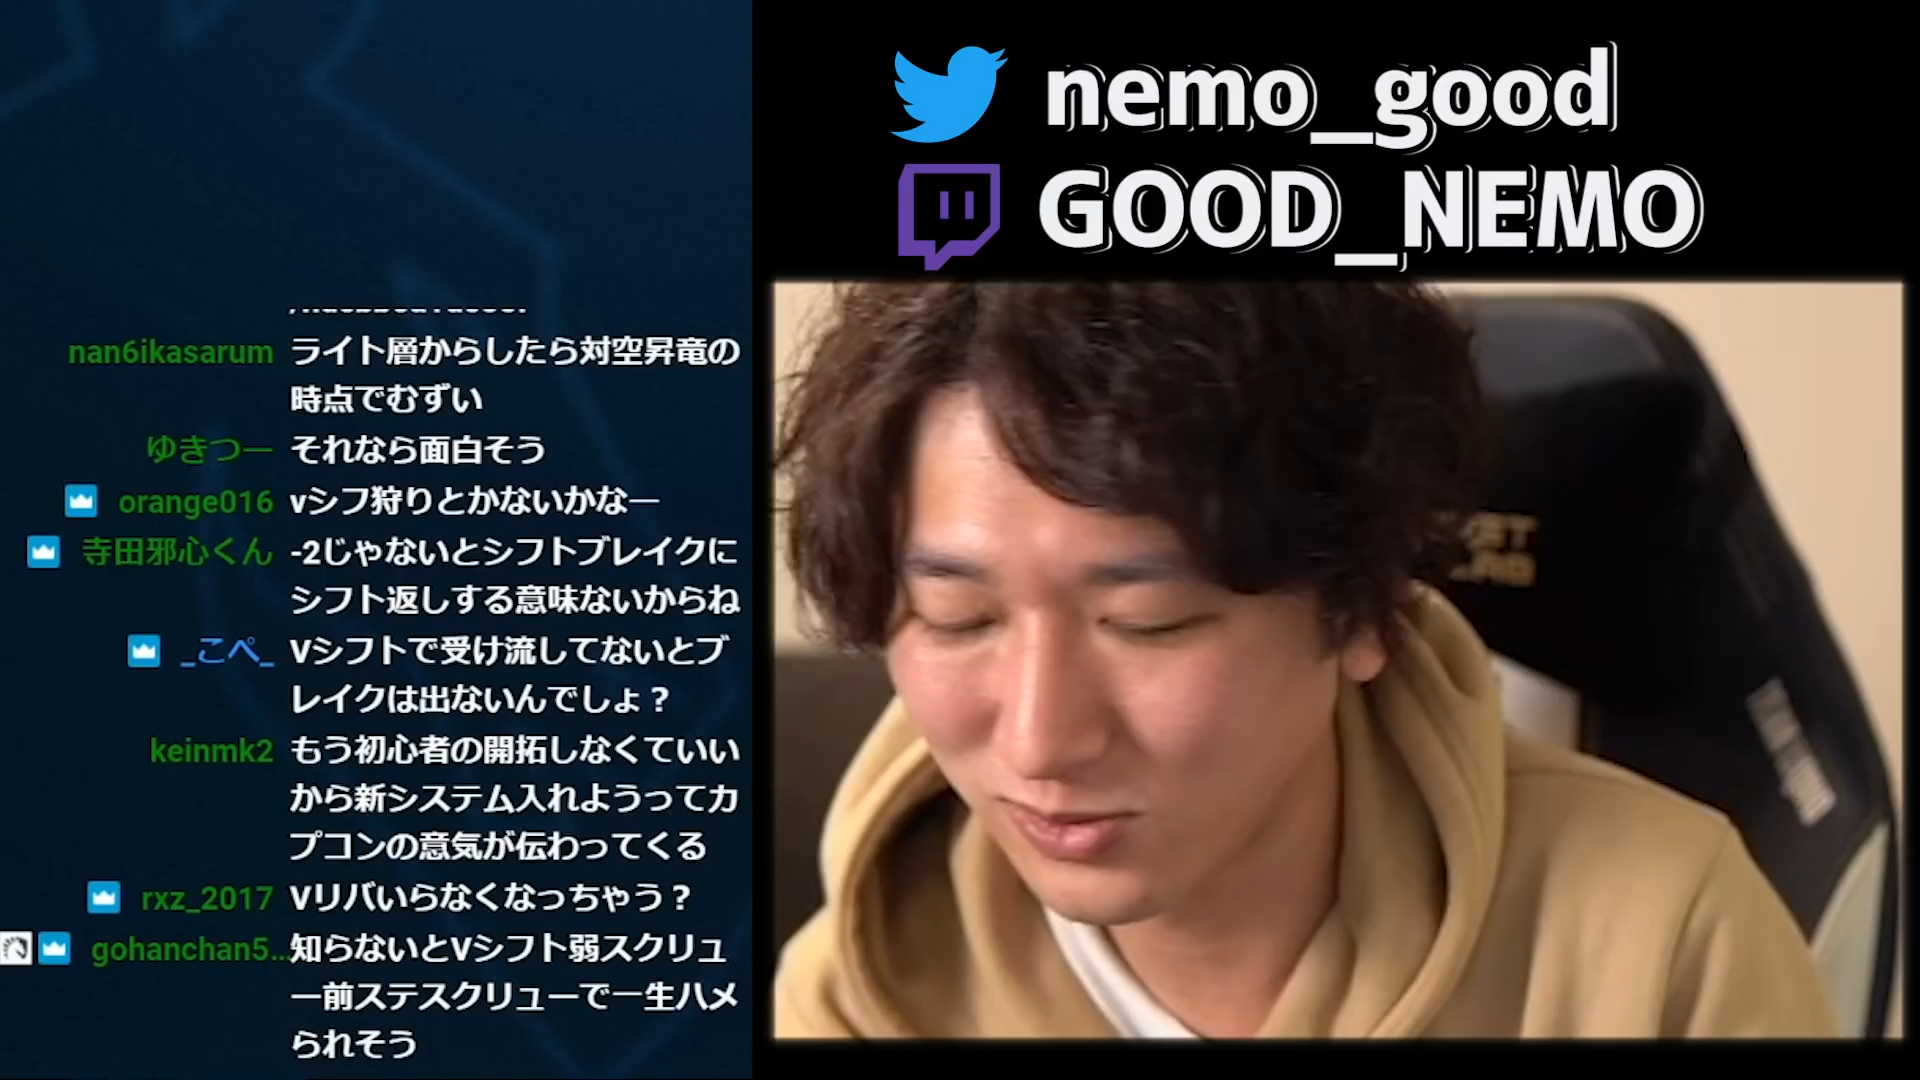 nemo_good
GOOD_NEMO
nan6ikasarum ライト層からしたら対空昇竜の
時点でむずい
ゆきつー それなら面白そう
orange016 vシフ狩りとかないかなー
寺田邪心くん -2じゃないとシフトブレイクに
シフト返しする意味ないからね
_こぺ_ Vシフトで受け流してないとブ
レイクは出ないんでしょ？
keinmk2 もう初心者の開拓しなくていい
から新システム入れようってカ
プコンの意気が伝わってくる
rxz_2017 Vリバいらなくなっちゃう？
gohanchan5... 知らないとVシフト弱スクリュ
ー前ステスクリューで一生ハメ
られそう